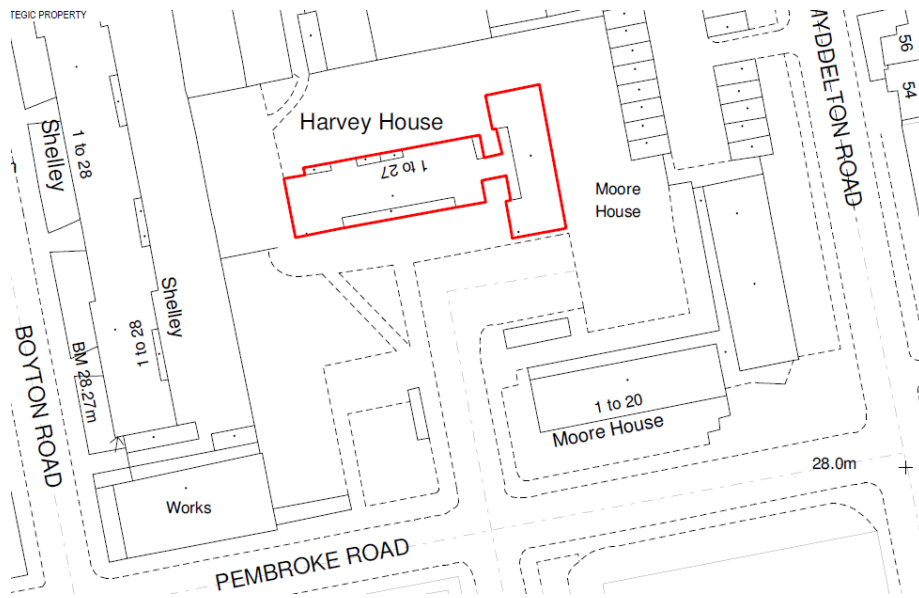 TEGIC PROPERTY
MYDDELTON ROAD
56
54
Shelley
1 to 28
Harvey House
1 to 27
Moore
House
Shelley
1 to 28
BOYTON ROAD
BM 28.27m
1 to 20
Moore House
28.0m
Works
PEMBROKE ROAD